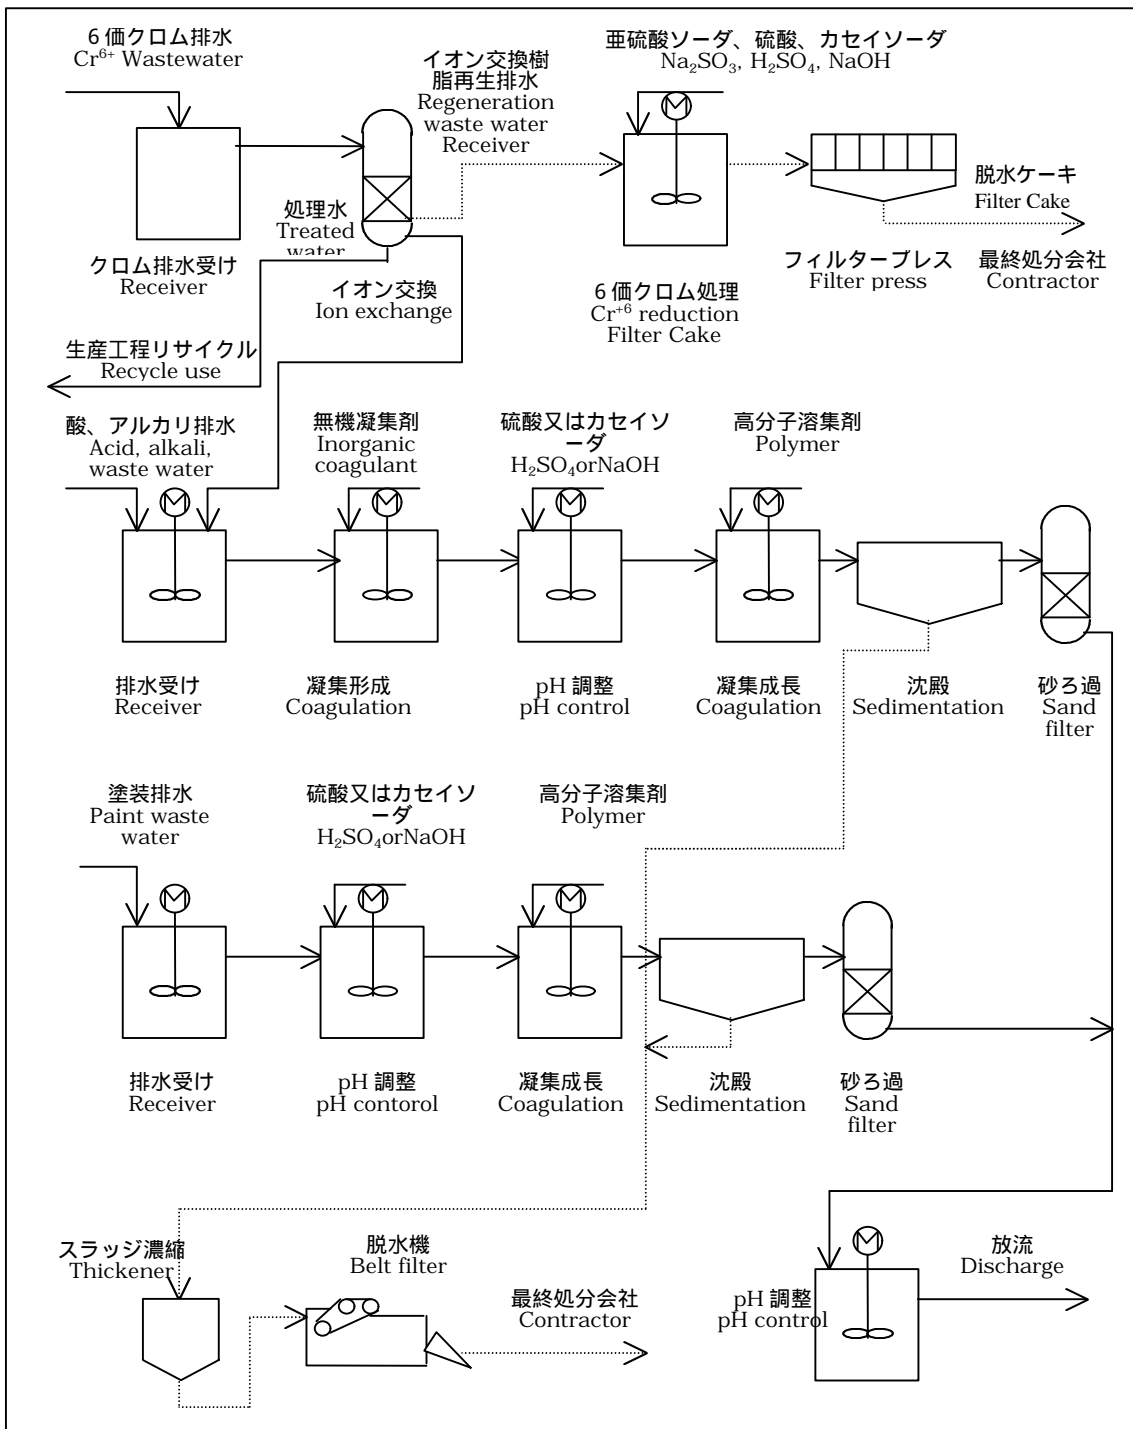 6価クロム排水
Cr6+ Wastewater
イオン交換樹
脂再生排水
Regeneration
waste water
Receiver
亜硫酸ソーダ、硫酸、カセイソーダ
Na2SO3, H2SO4, NaOH
処理水
Treated
water
脱水ケーキ
Filter Cake
クロム排水受け
Receiver
イオン交換
Ion exchange
6価クロム処理
Cr+6 reduction
Filter Cake
フィルタープレス
Filter press
最終処分会社
Contractor
生産工程リサイクル
Recycle use
酸、アルカリ排水
Acid, alkali,
waste water
無機凝集剤
Inorganic
coagulant
硫酸又はカセイソ
ーダ
H2SO4orNaOH
高分子溶集剤
Polymer
M
M
M
M
M
排水受け
Receiver
凝集形成
Coagulation
pH 調整
pH control
凝集成長
Coagulation
沈殿
Sedimentation
砂ろ過
Sand
filter
塗装排水
Paint waste
water
硫酸又はカセイソ
ーダ
H2SO4orNaOH
高分子溶集剤
Polymer
M
M
M
排水受け
Receiver
pH 調整
pH contorol
凝集成長
Coagulation
沈殿
Sedimentation
砂ろ過
Sand
filter
スラッジ濃縮
Thickener
脱水機
Belt filter
最終処分会社
Contractor
M
pH 調整
pH control
放流
Discharge